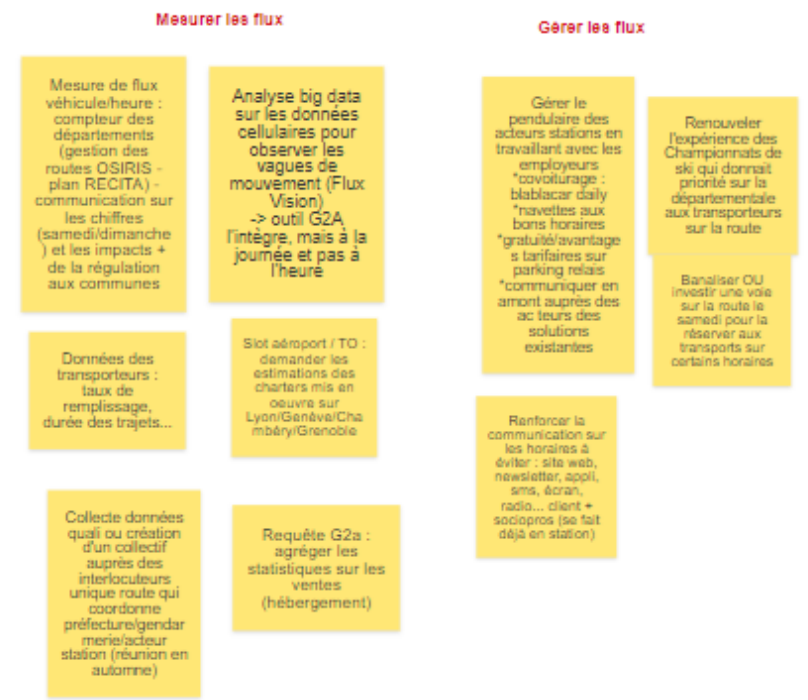 Mesurer les flux
Mesure de flux
véhicule/heure :
compteur des
départements
(gestion des
routes OSIRIS -
plan RECITA) -
communication sur
les chiffres
(samedi/dimanche
) et les impacts +
de la régulation
aux communes
Analyse big data
sur les données
cellulaires pour
observer les
vagues de
mouvement (Flux
Vision)
-> outil G2A
l'intègre, mais à la
journée et pas à
l'heure
Données des
transporteurs :
taux de
remplissage,
durée des trajets...
Slot aéroport / TO :
demander les
estimations des
charters mis en
oeuvre sur
Lyon/Genève/Cha
mbéry/Grenoble
Collecte données
quali ou création
d'un collectif
auprès des
interlocuteurs
unique route qui
coordonne
préfecture/gendar
merie/acteur
station (réunion en
automne)
Requête G2a :
agréger les
statistiques sur les
ventes
(hébergement)
Gérer les flux
Gérer le
pendulaire des
acteurs stations en
travaillant avec les
employeurs
*covoiturage :
blablacar daily
*navettes aux
bons horaires
*gratuité/avantage
s tarifaires sur
parking relais
*communiquer en
amont auprès des
ac teurs des
solutions
existantes
Renouveler
l'expérience des
Championnats de
ski qui donnait
priorité sur la
départementale
aux transporteurs
sur la route
Banaliser OU
investir une voie
sur la route le
samedi pour la
réserver aux
transports sur
certains horaires
Renforcer la
communication sur
les horaires à
éviter : site web,
newsletter, appli,
sms, écran,
radio... client +
sociopros (se fait
déjà en station)